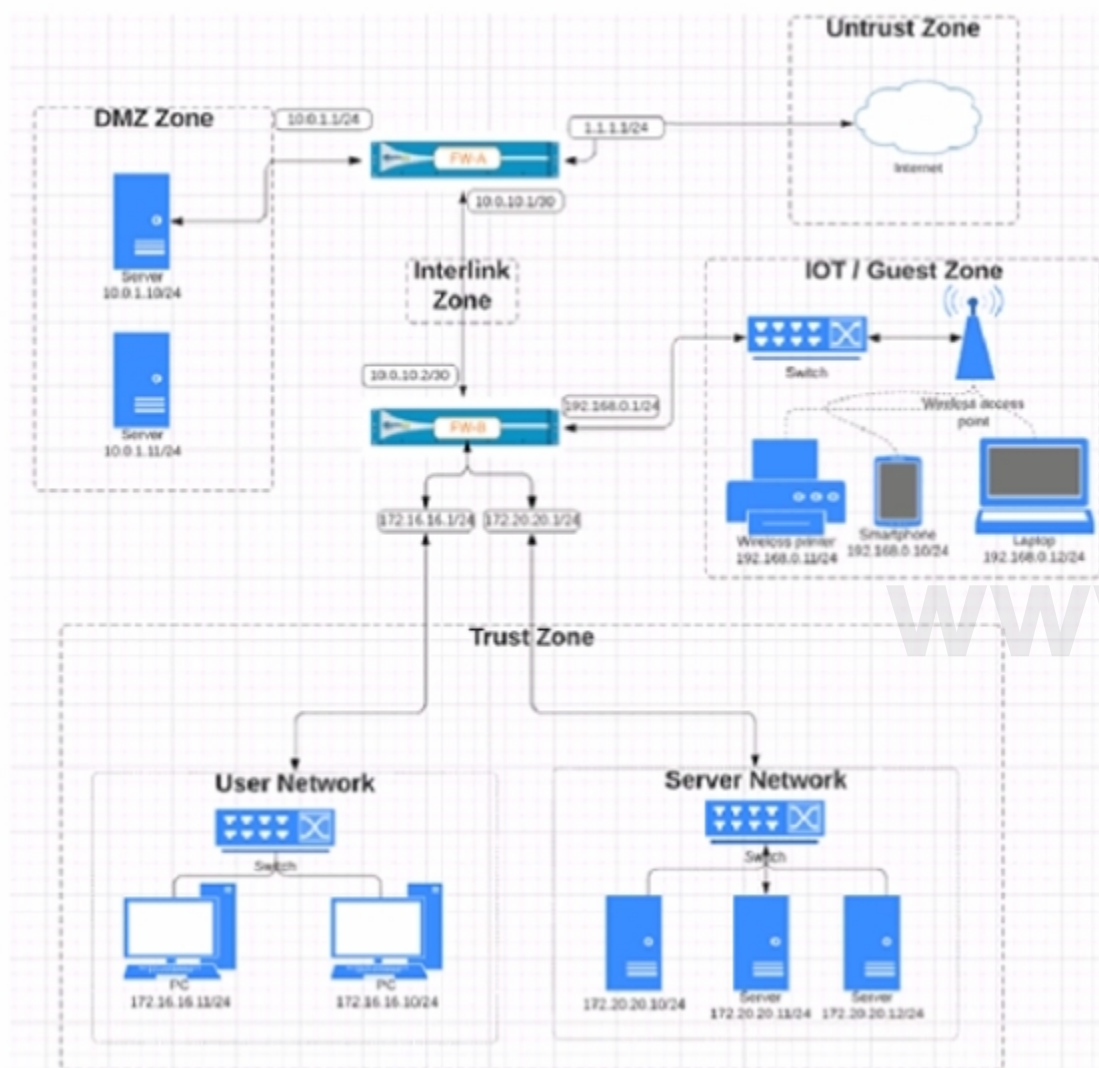 Untrust Zone
DMZ Zone
10.0.1.1/24
1.1.1.1/24
FW-A
Internet
10.0.10.1/30
Server
10.0.1.10/24
Interlink
Zone
IOT / Guest Zone
Switch
10.0.10.2/30
192.168.0.1/24
Wireless access
point
FW-B
Server
10.0.1.11/24
172.16.16.1/24
172.20.20.1/24
Wireless printer
192.168.0.11/24
Smartphone
192.168.0.10/24
Laptop
192.168.0.12/24
Trust Zone
User Network
Server Network
Switch
Switch
PC
172.16.16.11/24
PC
172.16.16.10/24
172.20.20.10/24
Server
172.20.20.11/24
Server
172.20.20.12/24